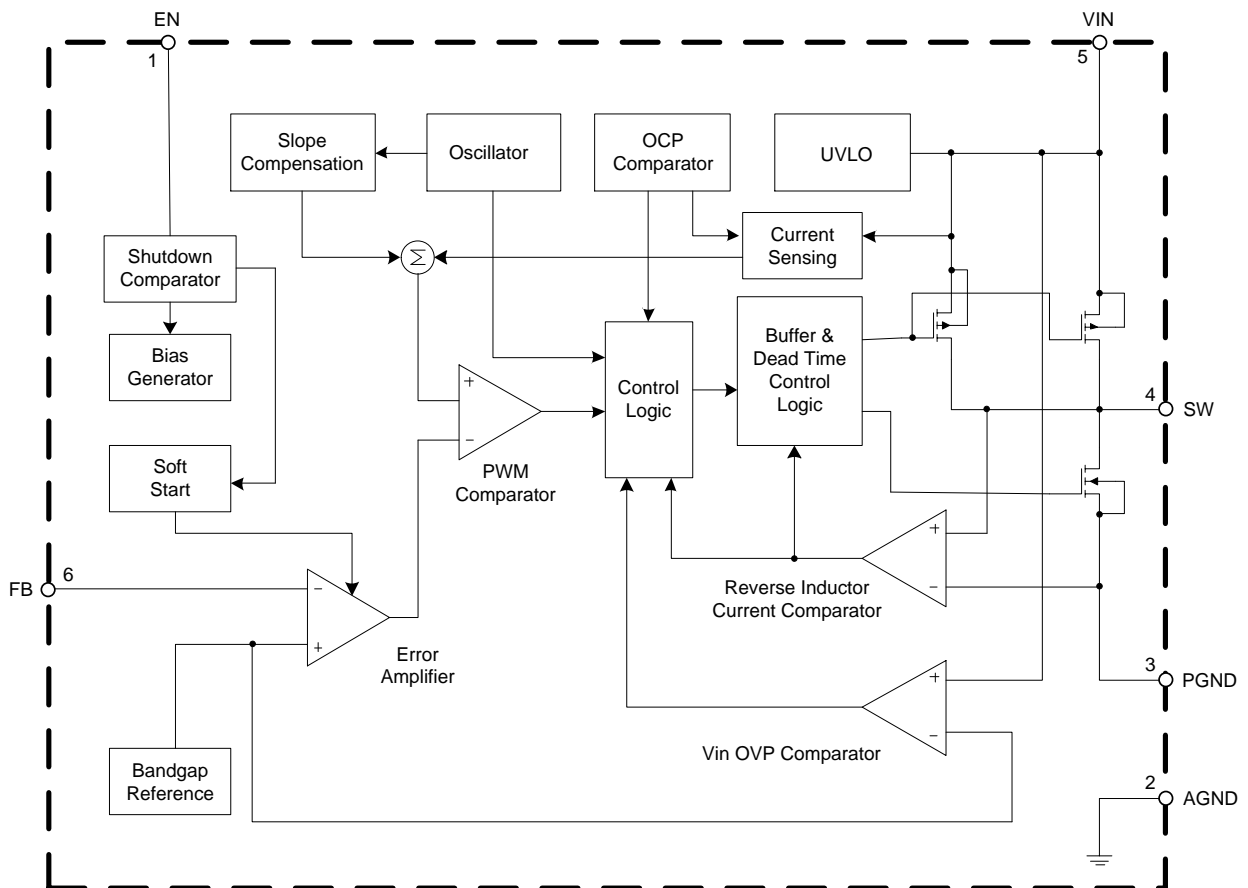 EN
VIN
1
5
Slope
Compensation
Oscillator
OCP
Comparator
UVLO
Shutdown
Comparator
Σ
Current
Sensing
Bias
Generator
Buffer &
Dead Time
Control
Logic
Control
Logic
+
−
PWM
Comparator
4
SW
Soft
Start
6
FB
−
+
Error
Amplifier
+
−
Reverse Inductor
Current Comparator
3
PGND
+
−
Vin OVP Comparator
Bandgap
Reference
2
AGND